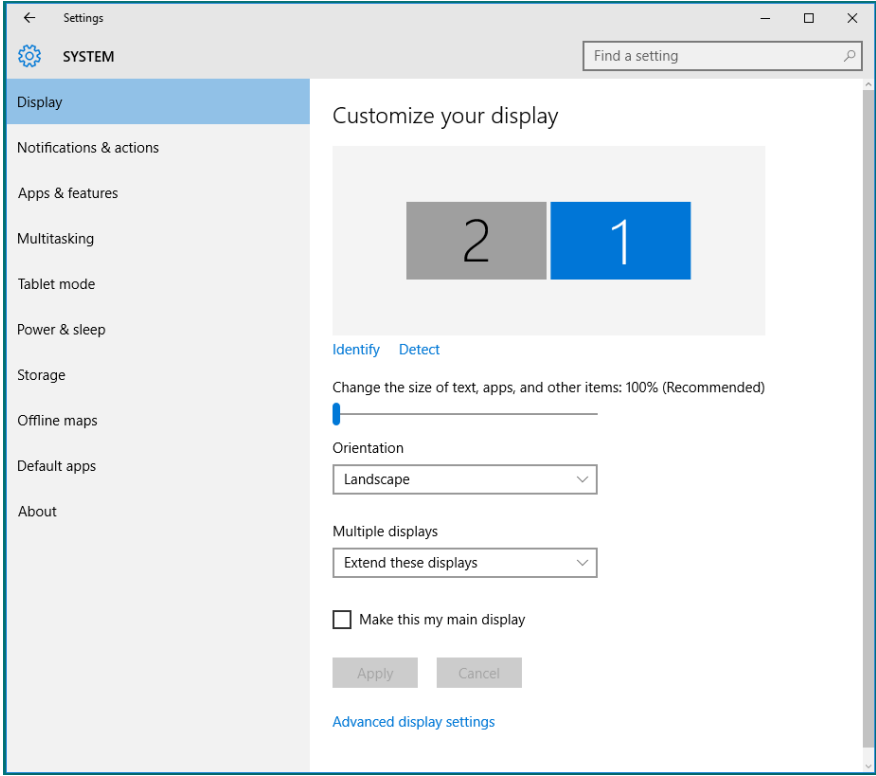 Settings
SYSTEM
Find a setting
Display
Notifications & actions
Apps & features
Multitasking
Tablet mode
Power & sleep
Storage
Offline maps
Default apps
About
Customize your display
2 1
Identify Detect
Change the size of text, apps, and other items: 100% (Recommended)
Orientation
Landscape
Multiple displays
Extend these displays
Make this my main display
Apply Cancel
Advanced display settings